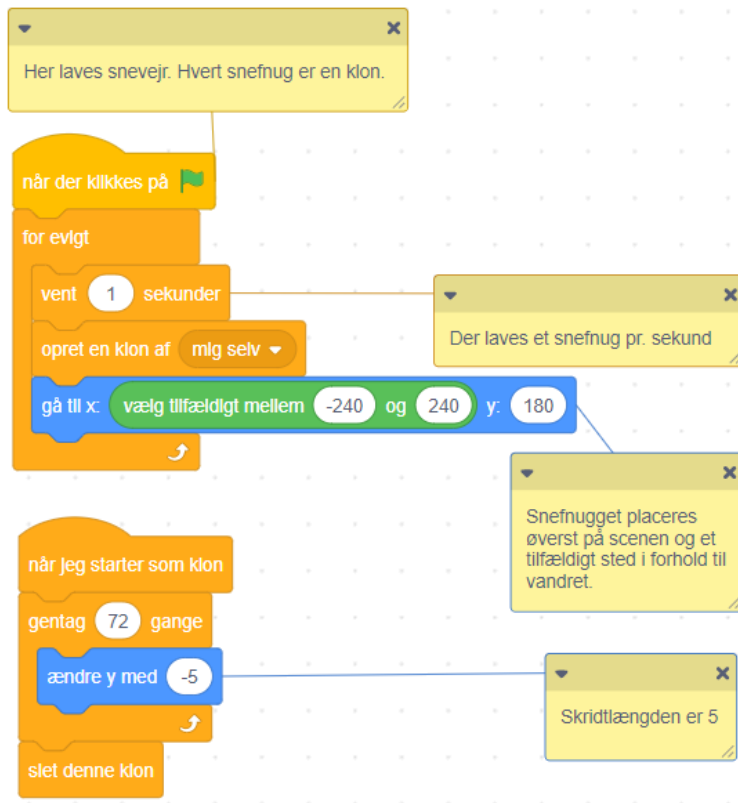 Her laves snevejr. Hvert snefnug er en klon.
når der klikkes på
for evigt
vent 1 sekunder
Der laves et snefnug pr. sekund
opret en klon af mig selv
gå til x: vælg tilfældigt mellem -240 og 240 y: 180
Snefnugget placeres
øverst på scenen og et
tilfældigt sted i forhold til
vandret.
når jeg starter som klon
gentag 72 gange
ændre y med -5
Skridtlængden er 5
slet denne klon